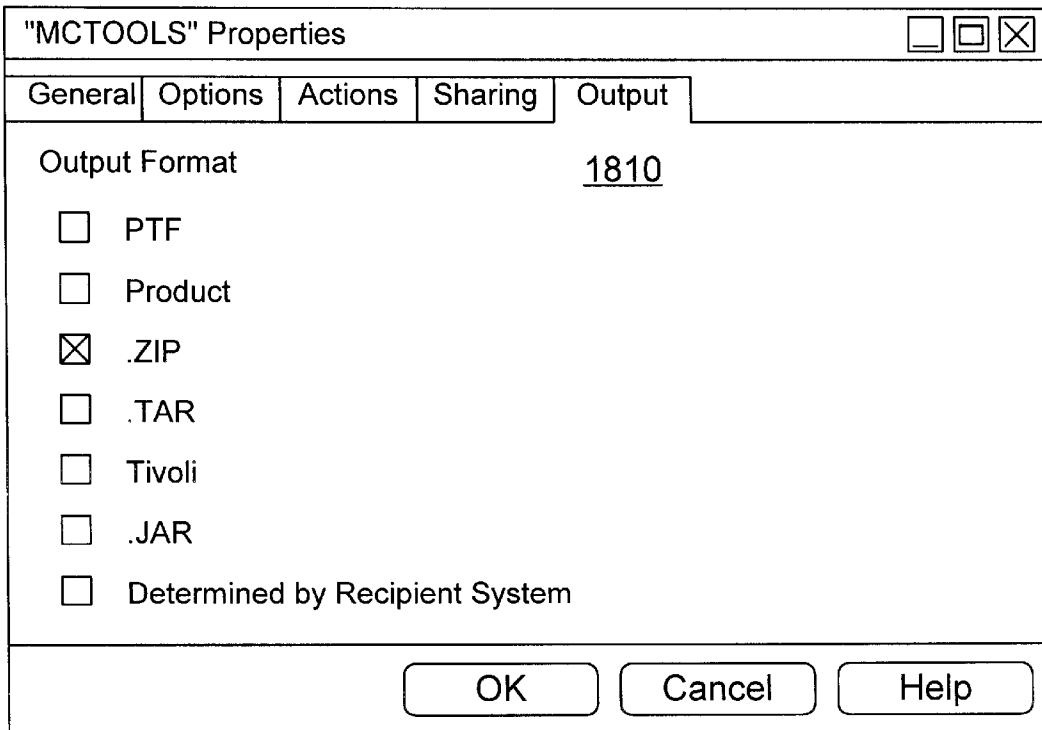 "MCTOOLS" Properties
General Options Actions Sharing Output
Output Format 1810
PTF
Product
.ZIP
.TAR
Tivoli
.JAR
Determined by Recipient System
OK Cancel Help